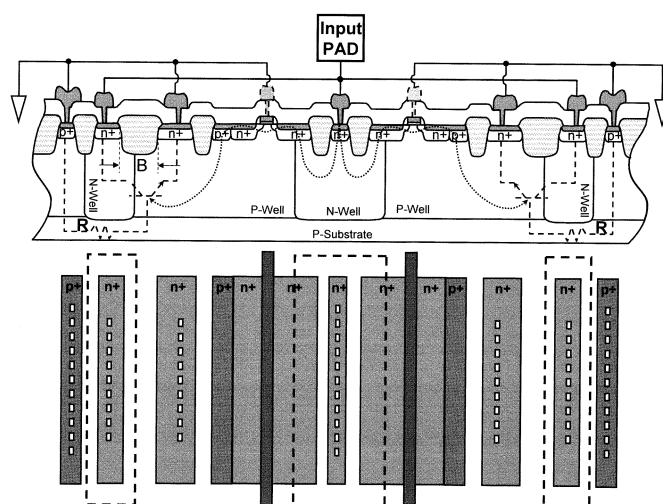 Input
PAD
p+ n+ n+ p+ n+ n+ n+ n+ n+ p+ n+ n+ p+
B
N-Well
N-Well
P-Well N-Well P-Well
R R
P-Substrate
p+ n+ n+ p+ n+ n+ n+ n+ n+ p+ n+ n+ p+